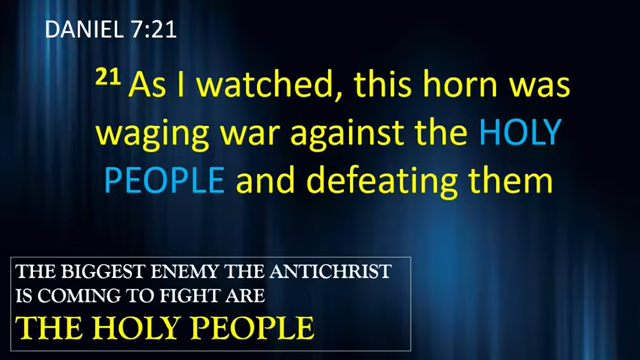 DANIEL 7:21
21 As I watched, this horn was
waging war against the HOLY
PEOPLE and defeating them
THE BIGGEST ENEMY THE ANTICHRIST
IS COMING TO FIGHT ARE
THE HOLY PEOPLE